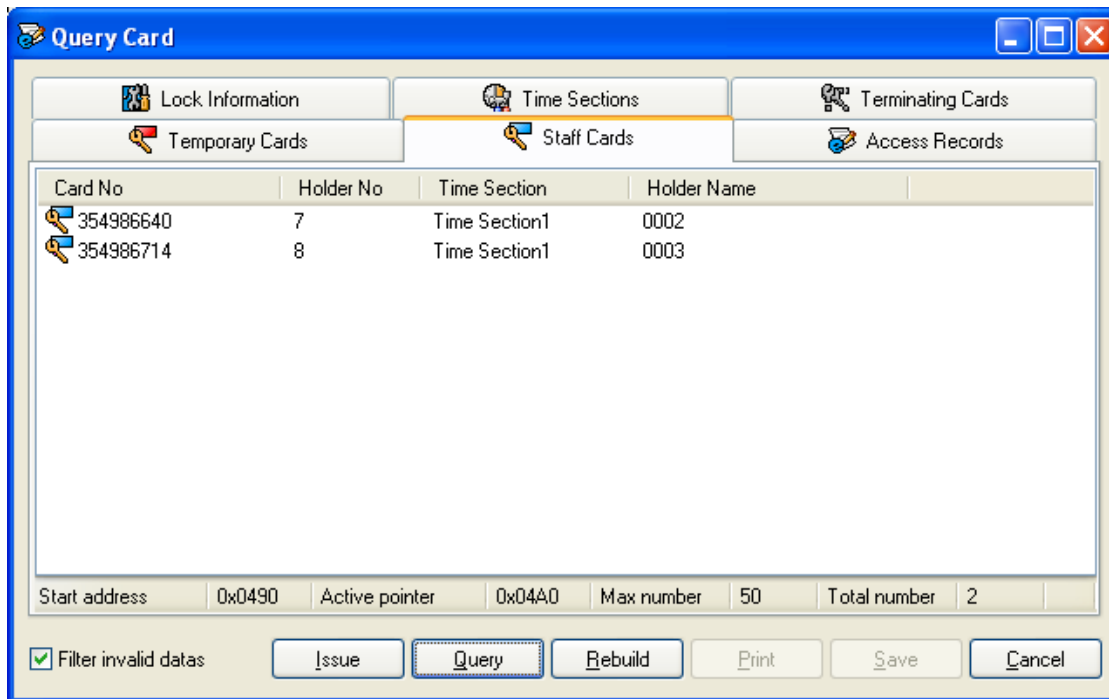 Query Card
Lock Information Time Sections Terminating Cards
Temporary Cards Staff Cards Access Records
Card No Holder No Time Section Holder Name
354986640 7 Time Section1 0002
354986714 8 Time Section1 0003
Start address 0x0490 Active pointer 0x04A0 Max number 50 Total number 2
Filter invalid datas Issue Query Rebuild Print Save Cancel